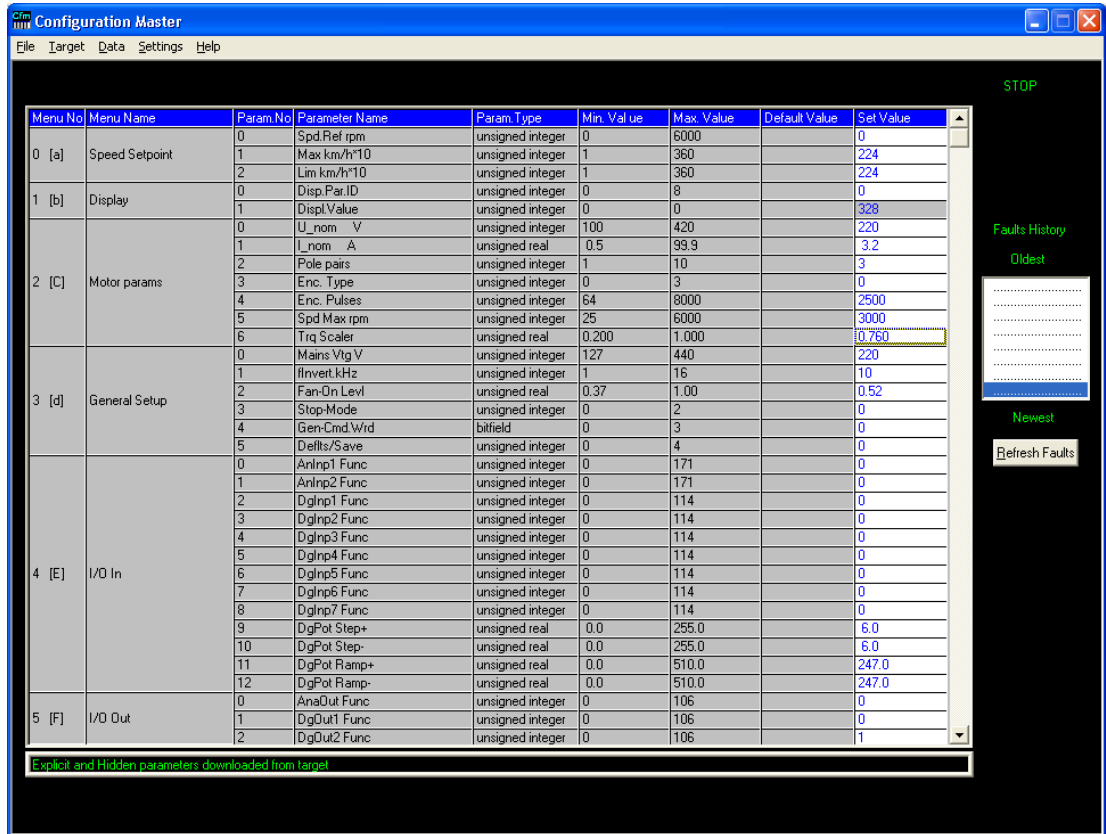 Cfm Configuration Master
File Target Data Settings Help
STOP
Menu No Menu Name Param.No Parameter Name Param.Type Min. Val ue Max. Value Default Value Set Value
0 [a] Speed Setpoint 0 Spd.Ref rpm unsigned integer 0 6000 0
1 Max km/h*10 unsigned integer 1 360 224
2 Lim km/h*10 unsigned integer 1 360 224
1 [b] Display 0 Disp.Par.ID unsigned integer 0 8 0
1 Displ.Value unsigned integer 0 0 328
2 [C] Motor params 0 U_nom V unsigned integer 100 420 220
1 I_nom A unsigned real 0.5 99.9 3.2
2 Pole pairs unsigned integer 1 10 3
3 Enc. Type unsigned integer 0 3 0
4 Enc. Pulses unsigned integer 64 8000 2500
5 Spd Max rpm unsigned integer 25 6000 3000
6 Trq Scaler unsigned real 0.200 1.000 0.760
3 [d] General Setup 0 Mains Vtg V unsigned integer 127 440 220
1 fInvert.kHz unsigned integer 1 16 10
2 Fan-On Levl unsigned real 0.37 1.00 0.52
3 Stop-Mode unsigned integer 0 2 0
4 Gen-Cmd.Wrd bitfield 0 3 0
5 Deflts/Save unsigned integer 0 4 0
4 [E] I/O In 0 AnInp1 Func unsigned integer 0 171 0
1 AnInp2 Func unsigned integer 0 171 0
2 DgInp1 Func unsigned integer 0 114 0
3 DgInp2 Func unsigned integer 0 114 0
4 DgInp3 Func unsigned integer 0 114 0
5 DgInp4 Func unsigned integer 0 114 0
6 DgInp5 Func unsigned integer 0 114 0
7 DgInp6 Func unsigned integer 0 114 0
8 DgInp7 Func unsigned integer 0 114 0
9 DgPot Step+ unsigned real 0.0 255.0 6.0
10 DgPot Step- unsigned real 0.0 255.0 6.0
11 DgPot Ramp+ unsigned real 0.0 510.0 247.0
12 DgPot Ramp- unsigned real 0.0 510.0 247.0
5 [F] I/O Out 0 AnaOut Func unsigned integer 0 106 0
1 DgOut1 Func unsigned integer 0 106 0
2 DgOut2 Func unsigned integer 0 106 1
Faults History
Oldest
Newest
Refresh Faults
Explicit and Hidden parameters downloaded from target